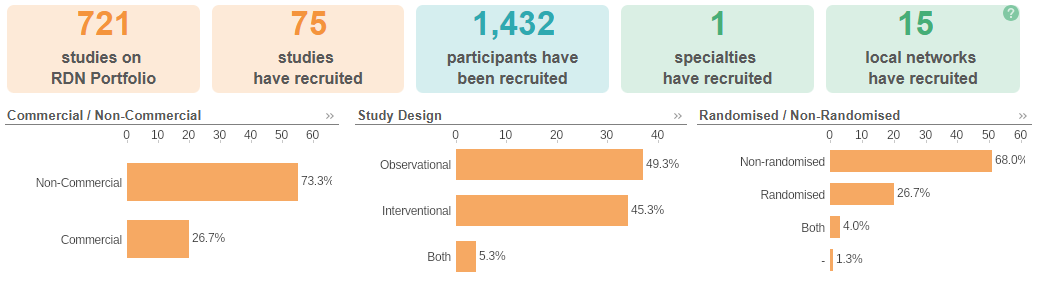 721
studies on
RDN Portfolio
75
studies
have recruited
1,432
participants have
been recruited
1
specialties
have recruited
15
local networks
have recruited
?
Commercial / Non-Commercial »
0 10 20 30 40 50 60
Non-Commercial 73.3%
Commercial 26.7%
Study Design »
0 10 20 30 40
Observational 49.3%
Interventional 45.3%
Both 5.3%
Randomised / Non-Randomised »
0 10 20 30 40 50 60
Non-randomised 68.0%
Randomised 26.7%
Both 4.0%
- 1.3%